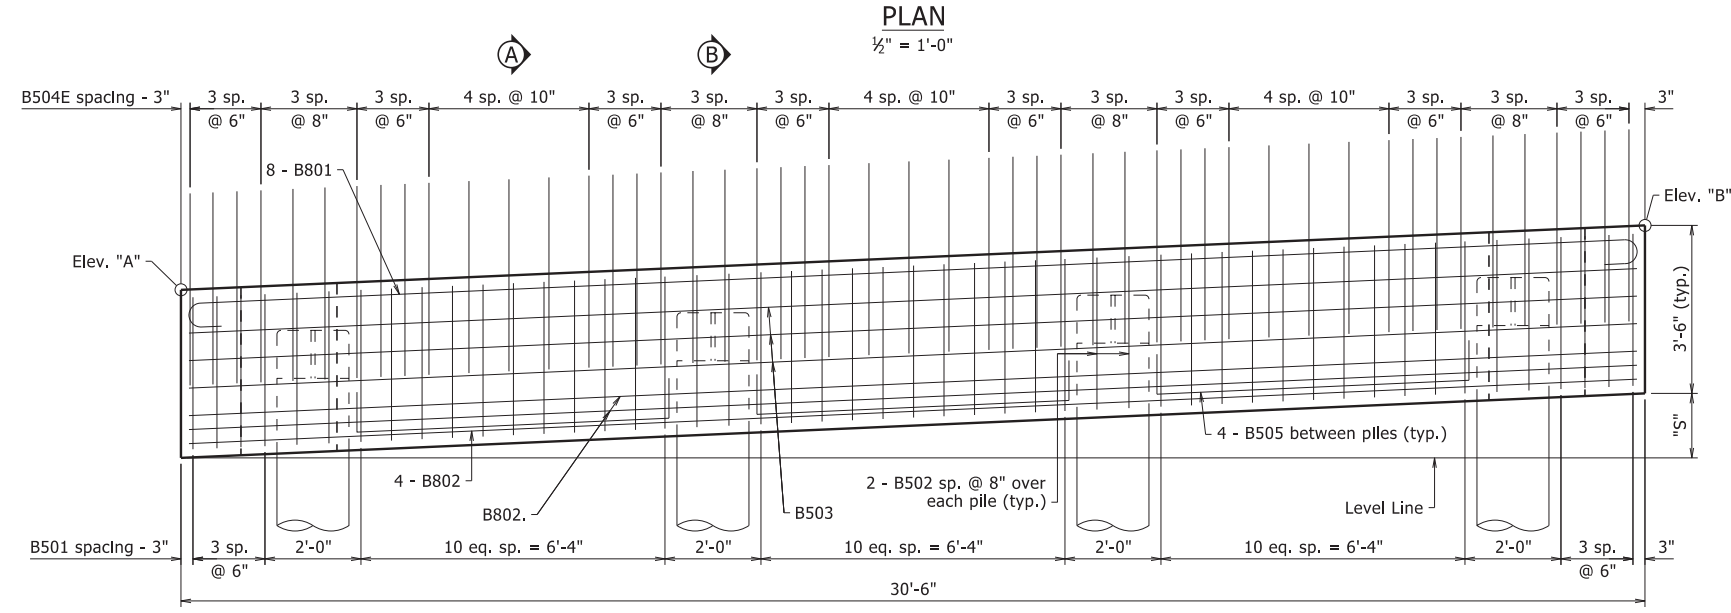 PLAN
½" = 1'-0"
A
B
B504E spacing - 3"
3 sp.
@ 6"
3 sp.
@ 8"
3 sp.
@ 6"
4 sp. @ 10"
3 sp.
@ 6"
3 sp.
@ 8"
3 sp.
@ 6"
4 sp. @ 10"
3 sp.
@ 6"
3 sp.
@ 8"
3 sp.
@ 6"
4 sp. @ 10"
3 sp.
@ 6"
3 sp.
@ 8"
3 sp.
@ 6"
3"
8 - B801
Elev. "B"
Elev. "A"
3'-6" (typ.)
"S"
4 - B505 between piles (typ.)
4 - B802
2 - B502 sp. @ 8" over
each pile (typ.)
B802.
B503
Level Line
B501 spacing - 3"
3 sp.
@ 6"
2'-0"
10 eq. sp. = 6'-4"
2'-0"
10 eq. sp. = 6'-4"
2'-0"
10 eq. sp. = 6'-4"
2'-0"
3 sp.
@ 6"
3"
30'-6"